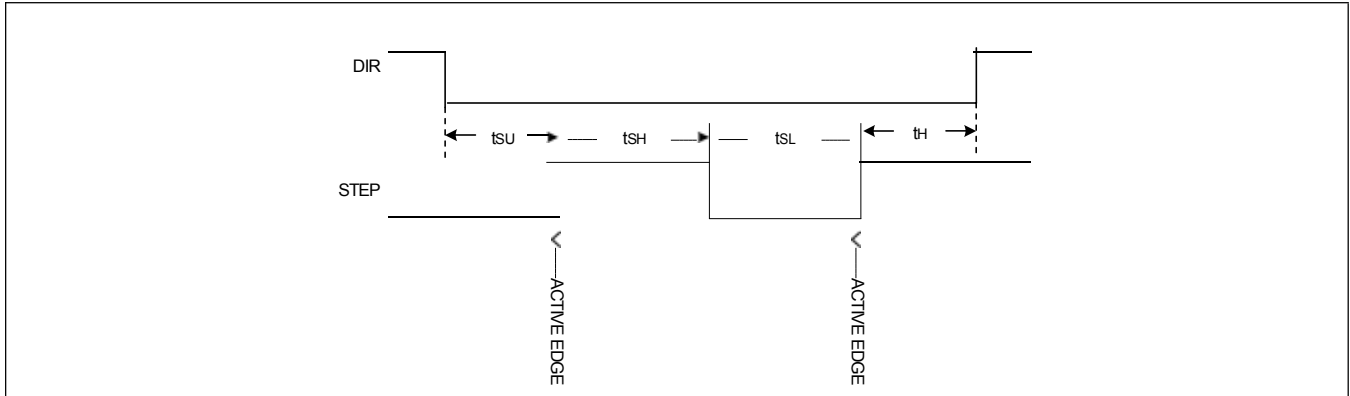 DIR
tSU
tSH
tSL
tH
STEP
ACTIVE EDGE
ACTIVE EDGE